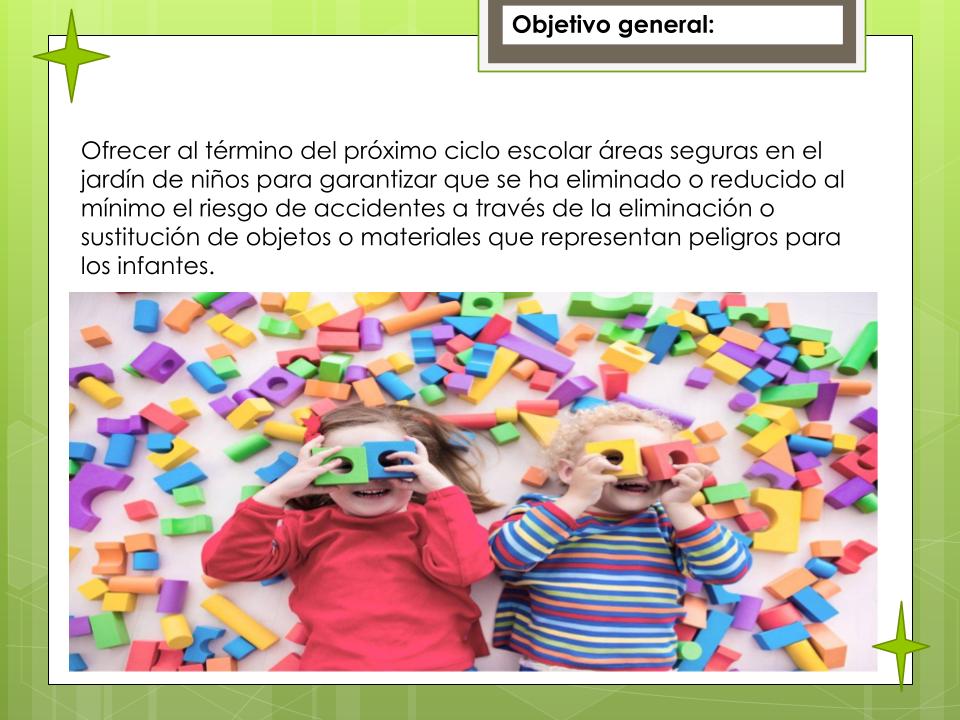 Objetivo general:
Ofrecer al término del próximo ciclo escolar áreas seguras en el
jardín de niños para garantizar que se ha eliminado o reducido al
mínimo el riesgo de accidentes a través de la eliminación o
sustitución de objetos o materiales que representan peligros para
los infantes.